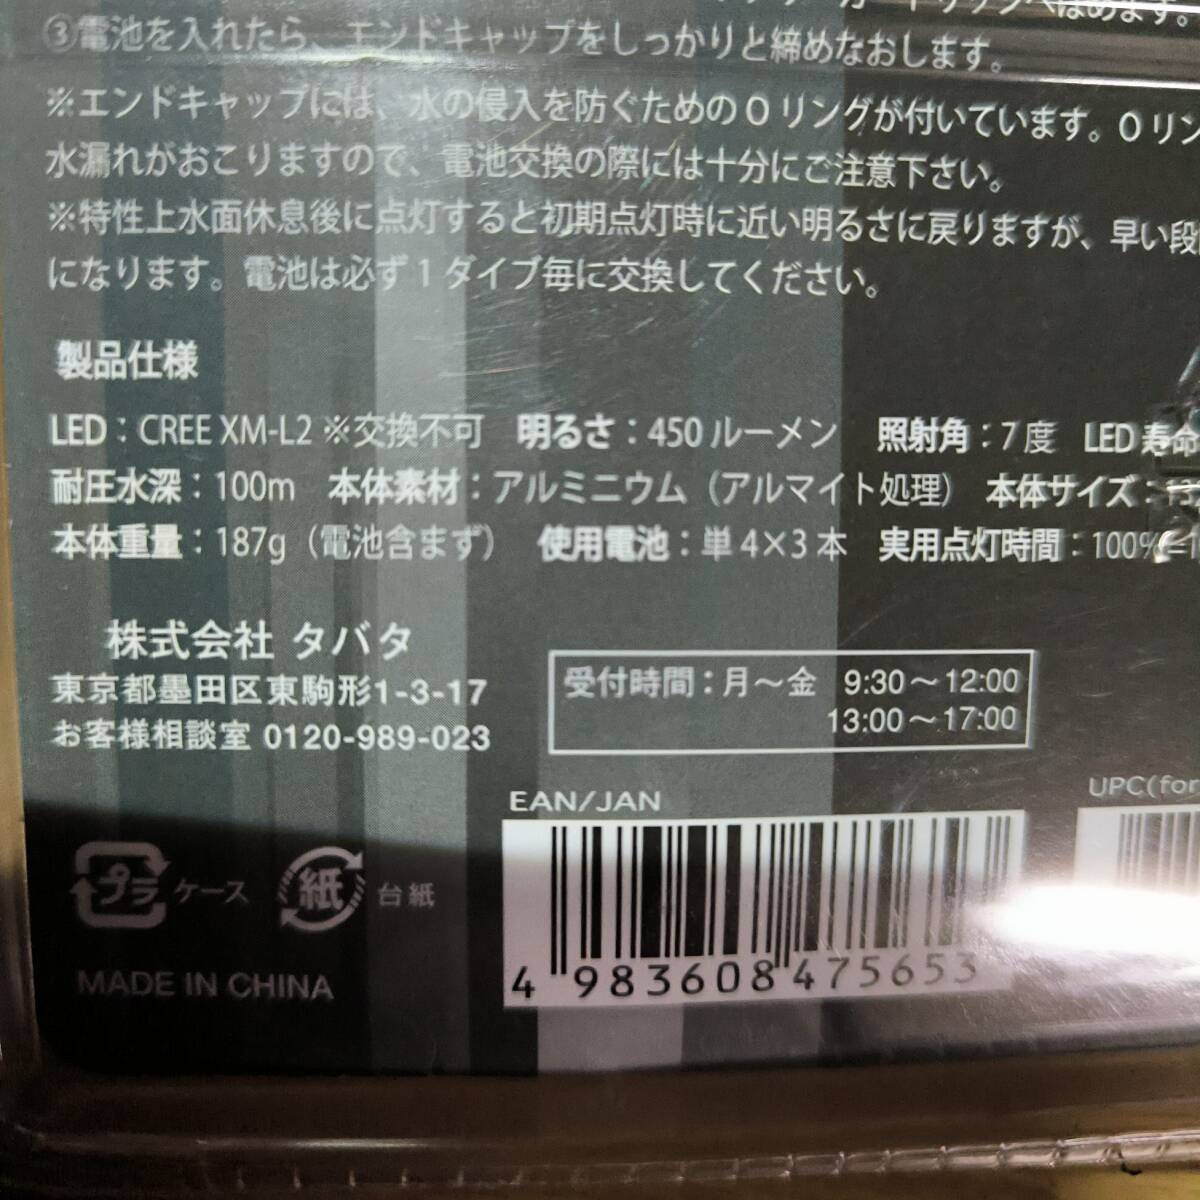 ③電池を入れたら、エンドキャップをしっかりと締めなおします。
※エンドキャップには、水の侵入を防ぐためのOリングが付いています。Oリン
水漏れがおこりますので、電池交換の際には十分にご注意下さい。
※特性上水面休息後に点灯すると初期点灯時に近い明るさに戻りますが、早い段
になります。電池は必ず1ダイブ毎に交換してください。
製品仕様
LED：CREE XM-L2 ※交換不可 明るさ：450ルーメン 照射角：7度 LED寿命
耐圧水深：100m 本体素材：アルミニウム（アルマイト処理） 本体サイズ：
本体重量：187g（電池含まず） 使用電池：単4×3本 実用点灯時間：100%
株式会社 タバタ
東京都墨田区東駒形1-3-17
お客様相談室 0120-989-023
受付時間：月～金 9:30～12:00
13:00～17:00
EAN/JAN
UPC(for
プラ ケース 紙 台紙
4 983608 475653
MADE IN CHINA